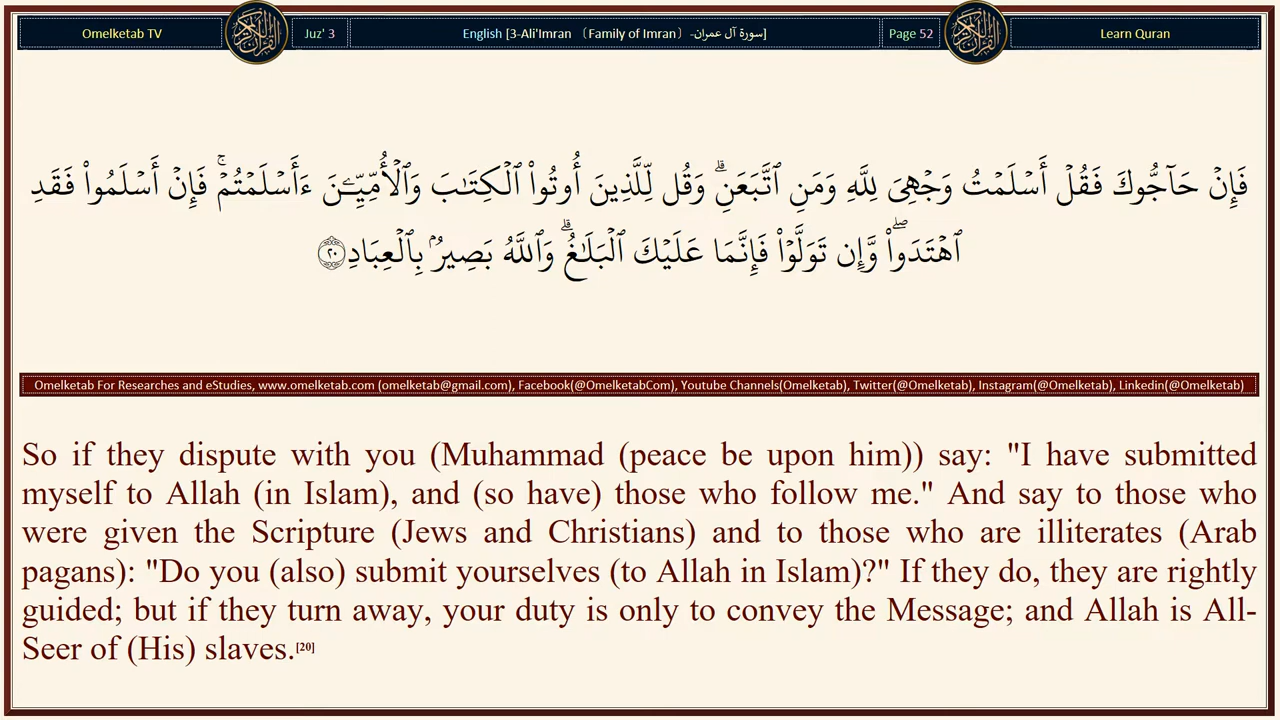 Omelketab TV
Juz' 3
English [3-Ali'Imran 〔Family of Imran〕-سورة آل عمران]
Page 52
Learn Quran
فَإِنۡ حَآجُّوكَ فَقُلۡ أَسۡلَمۡتُ وَجۡهِىَ لِلَّهِ وَمَنِ ٱتَّبَعَنِۗ وَقُل لِّلَّذِينَ أُوتُواْ ٱلۡكِتَٰبَ وَٱلۡأُمِّيِّـۧنَ ءَأَسۡلَمۡتُمۡۚ فَإِنۡ أَسۡلَمُواْ فَقَدِ
ٱهۡتَدَواْۖ وَّإِن تَوَلَّوۡاْ فَإِنَّمَا عَلَيۡكَ ٱلۡبَلَٰغُۗ وَٱللَّهُ بَصِيرُۢ بِٱلۡعِبَادِ ٢٠
Omelketab For Researches and eStudies, www.omelketab.com (omelketab@gmail.com), Facebook(@OmelketabCom), Youtube Channels(Omelketab), Twitter(@Omelketab), Instagram(@Omelketab), Linkedin(@Omelketab)
So if they dispute with you (Muhammad (peace be upon him)) say: "I have submitted
myself to Allah (in Islam), and (so have) those who follow me." And say to those who
were given the Scripture (Jews and Christians) and to those who are illiterates (Arab
pagans): "Do you (also) submit yourselves (to Allah in Islam)?" If they do, they are rightly
guided; but if they turn away, your duty is only to convey the Message; and Allah is All-
Seer of (His) slaves.[20]